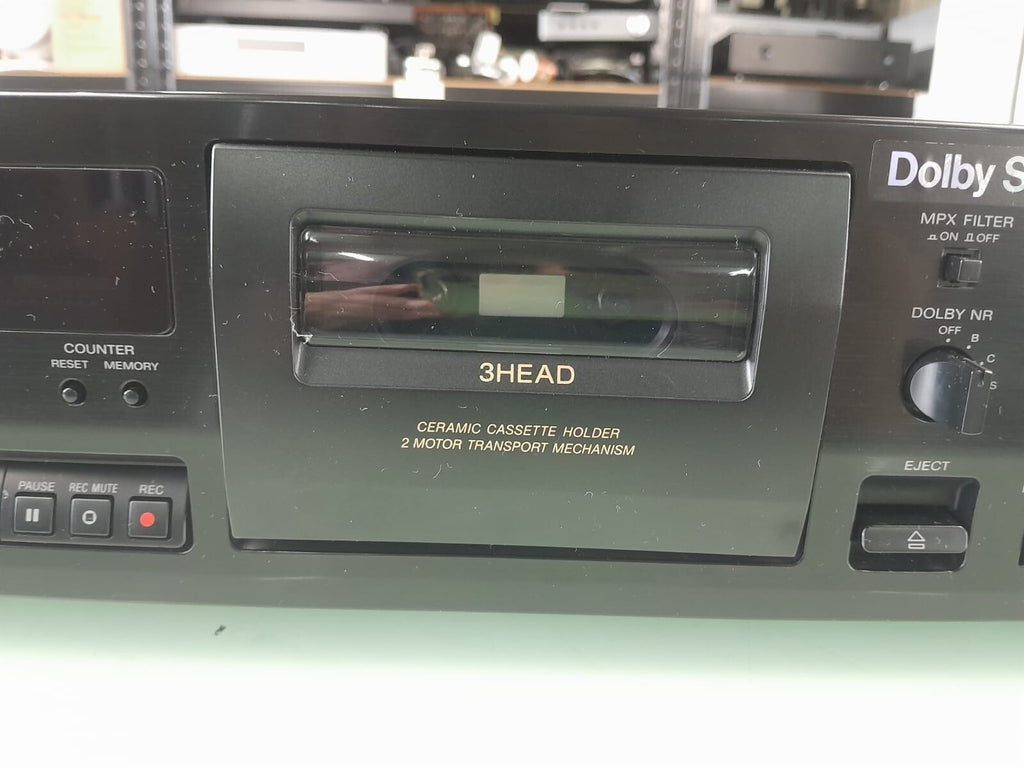 COUNTER
RESET MEMORY
PAUSE REC MUTE REC
3HEAD
CERAMIC CASSETTE HOLDER
2 MOTOR TRANSPORT MECHANISM
Dolby S
MPX FILTER
ON OFF
DOLBY NR
OFF
B
C
S
EJECT